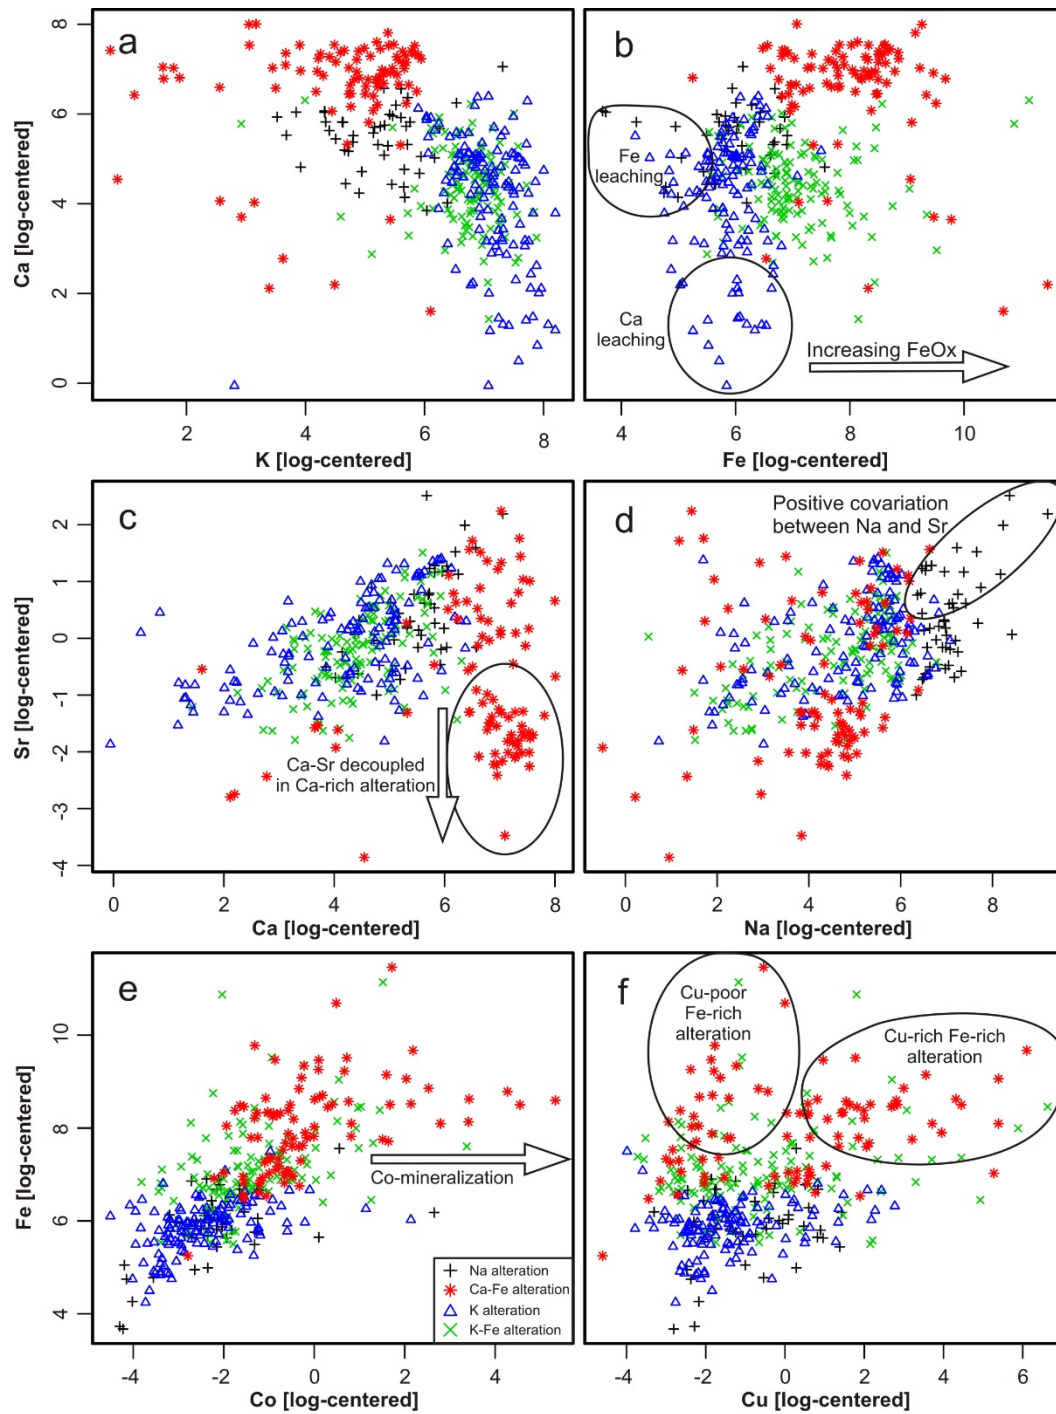 a
b
8
6
4
2
0
Ca [log-centered]
Fe
leaching
Ca
leaching
Increasing FeOx
2
4
6
8
K [log-centered]
4
6
8
10
Fe [log-centered]
c
d
2
1
0
-1
-2
-3
-4
Sr [log-centered]
Positive covariation
between Na and Sr
Ca-Sr decoupled
in Ca-rich alteration
0
2
4
6
8
Ca [log-centered]
0
2
4
6
8
Na [log-centered]
e
f
10
8
6
4
Fe [log-centered]
Cu-poor
Fe-rich
alteration
Cu-rich Fe-rich
alteration
Co-mineralization
Na alteration
Ca-Fe alteration
K alteration
K-Fe alteration
-4
-2
0
2
4
Co [log-centered]
-2
0
2
4
6
Cu [log-centered]